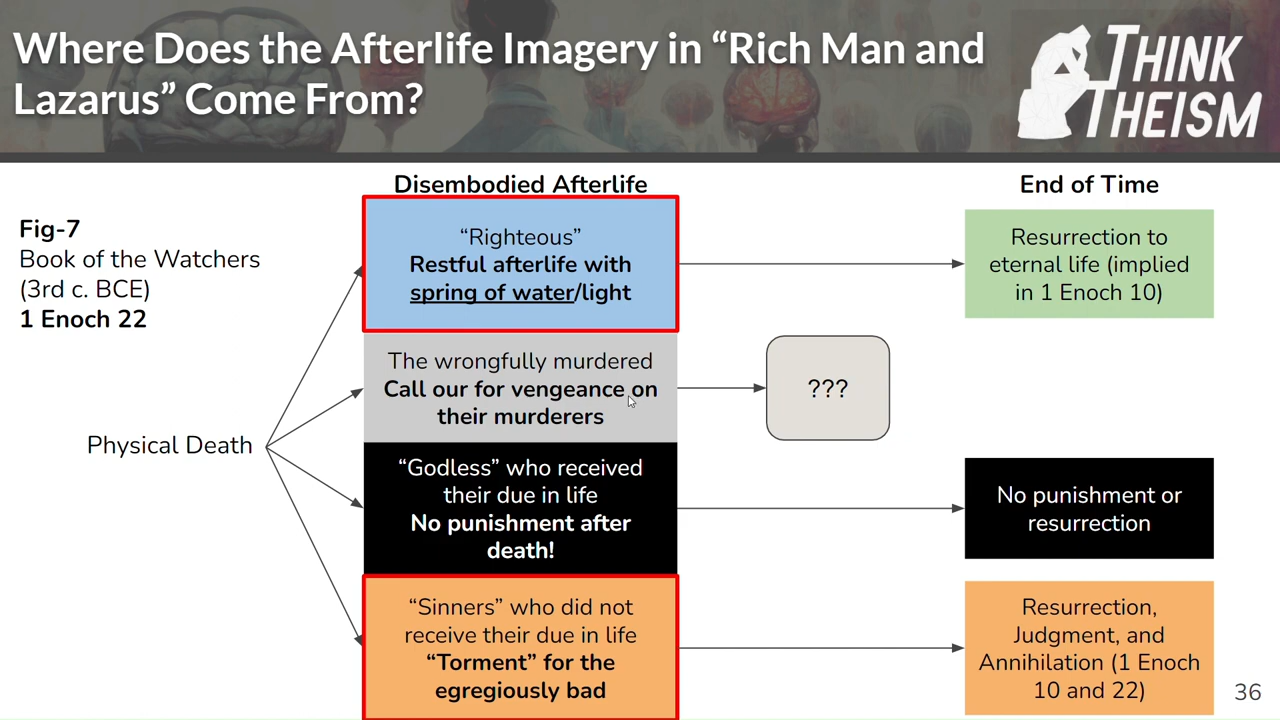 Where Does the Afterlife Imagery in “Rich Man and
Lazarus” Come From?
THINK
THEISM
Disembodied Afterlife
End of Time
Fig-7
Book of the Watchers
(3rd c. BCE)
1 Enoch 22
Physical Death
“Righteous”
Restful afterlife with
spring of water/light
Resurrection to
eternal life (implied
in 1 Enoch 10)
The wrongfully murdered
Call our for vengeance on
their murderers
???
“Godless” who received
their due in life
No punishment after
death!
No punishment or
resurrection
“Sinners” who did not
receive their due in life
“Torment” for the
egregiously bad
Resurrection,
Judgment, and
Annihilation (1 Enoch
10 and 22)
36